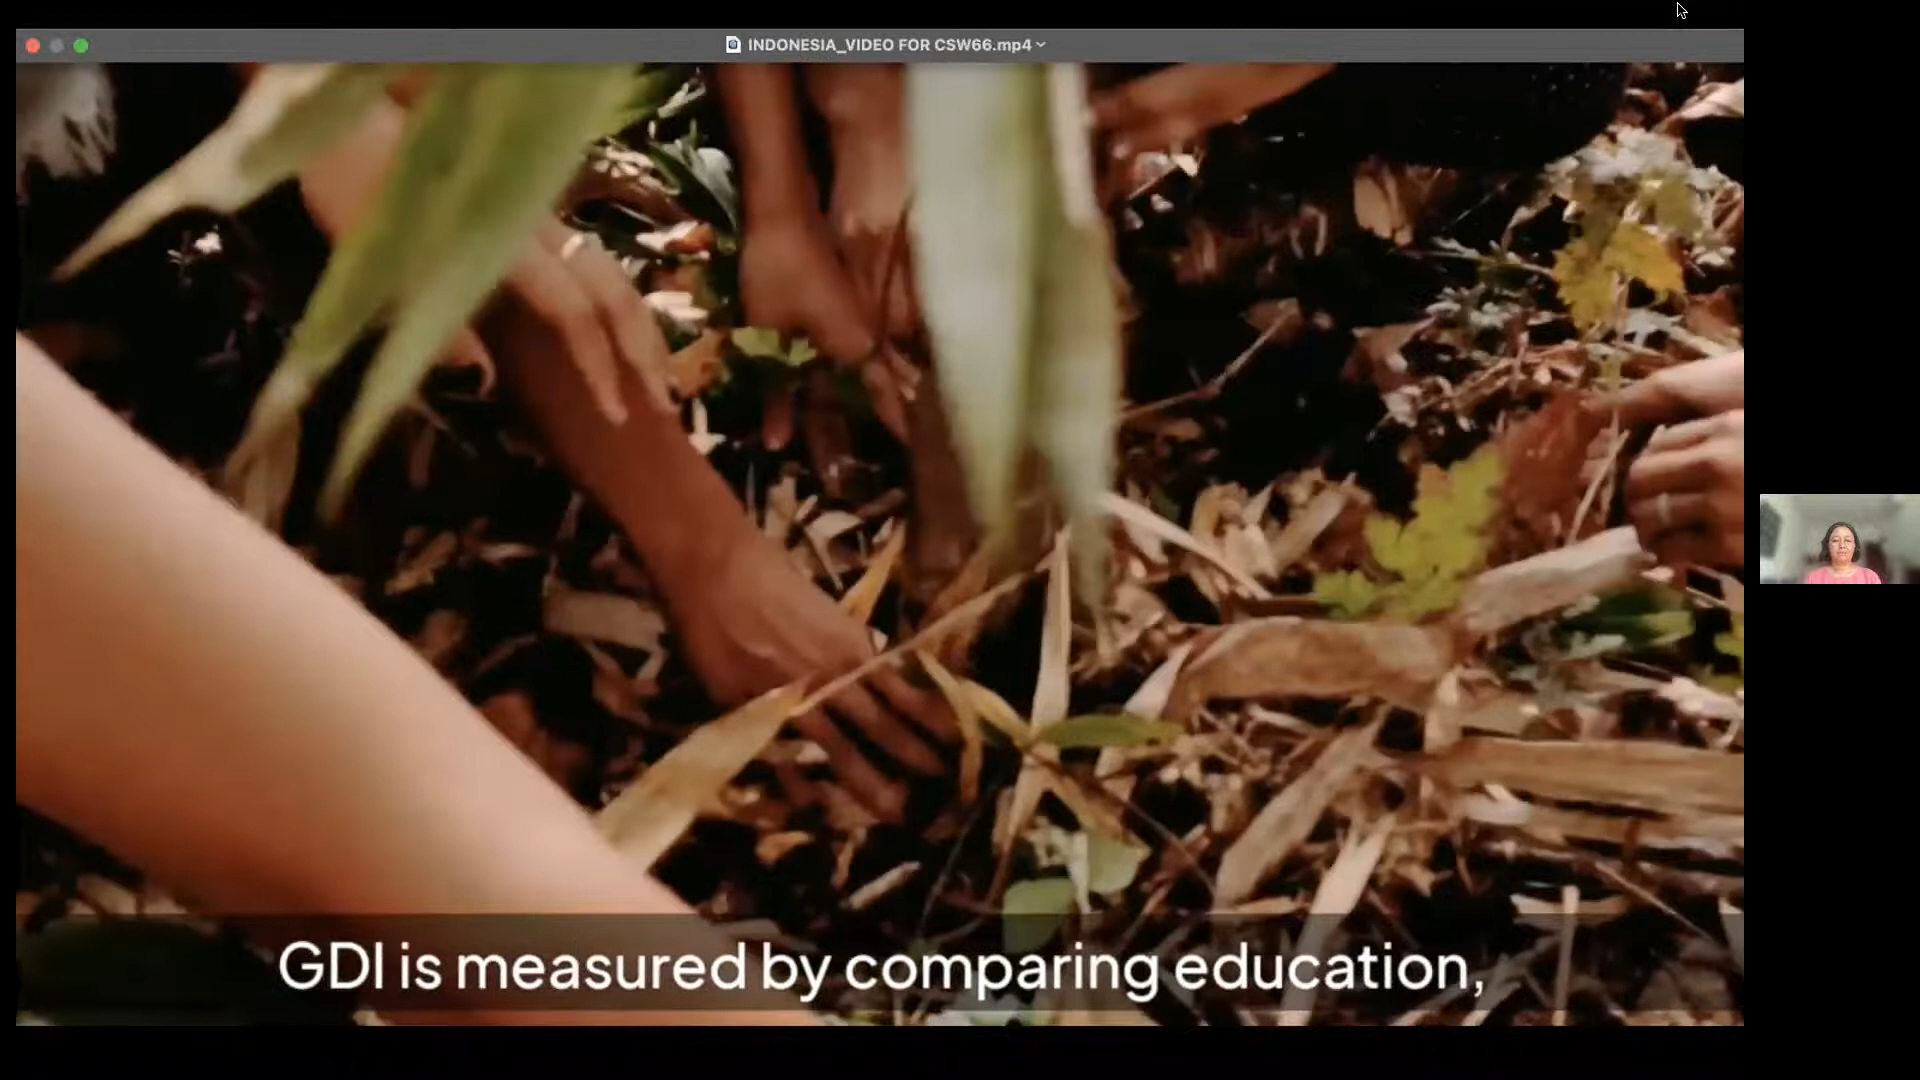 INDONESIA_VIDEO FOR CSW66.mp4
GDI is measured by comparing education,